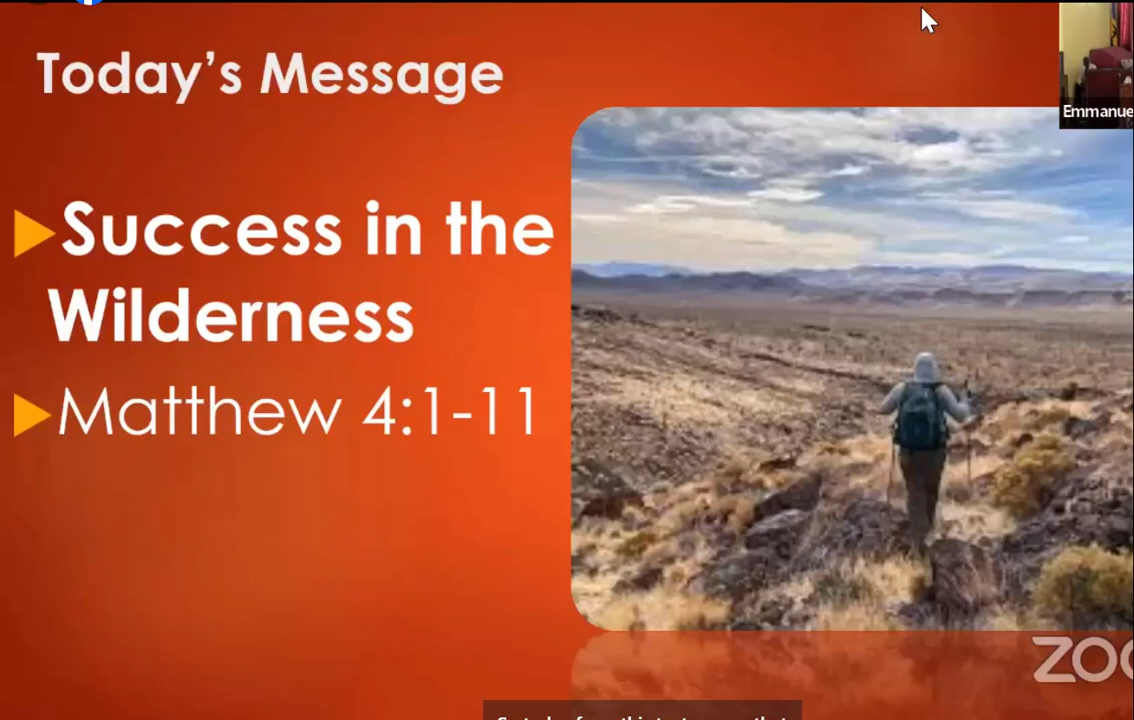 Today's Message
Emmanue
Success in the
Wilderness
Matthew 4:1-11
ZOO